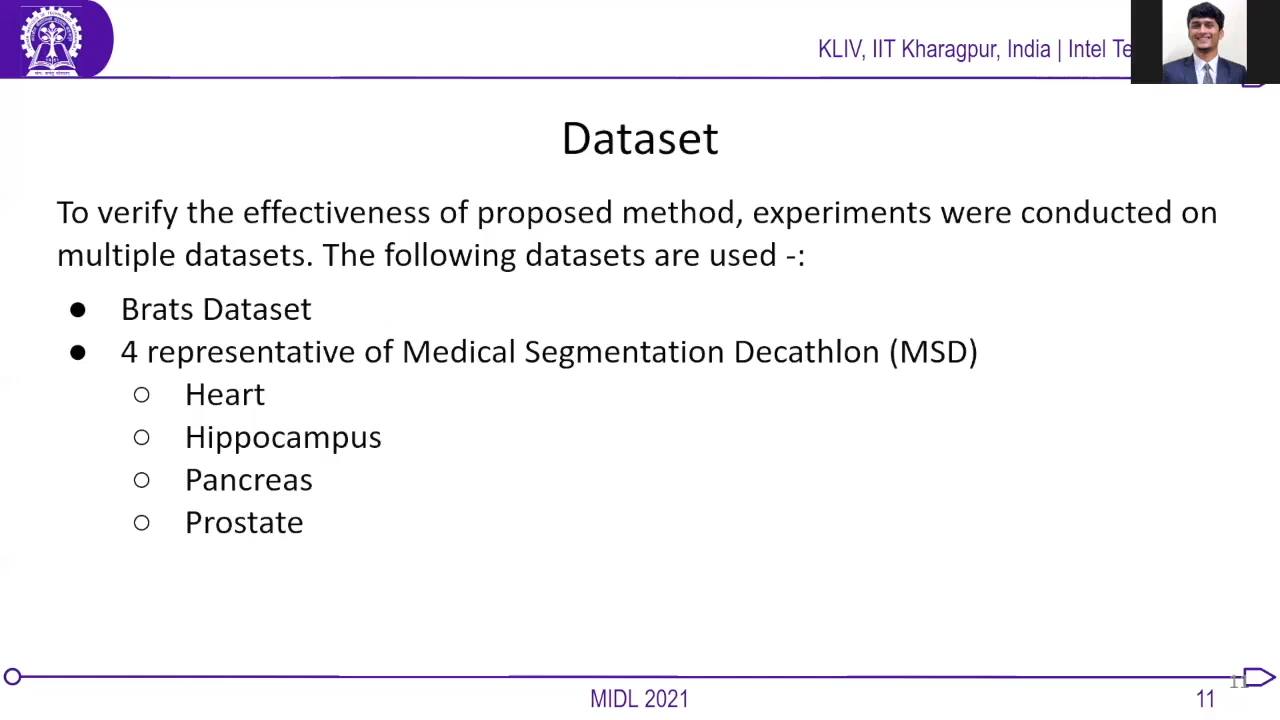 KLIV, IIT Kharagpur, India | Intel
Dataset
To verify the effectiveness of proposed method, experiments were conducted on
multiple datasets. The following datasets are used -:
● Brats Dataset
● 4 representative of Medical Segmentation Decathlon (MSD)
○ Heart
○ Hippocampus
○ Pancreas
○ Prostate
11
MIDL 2021
11